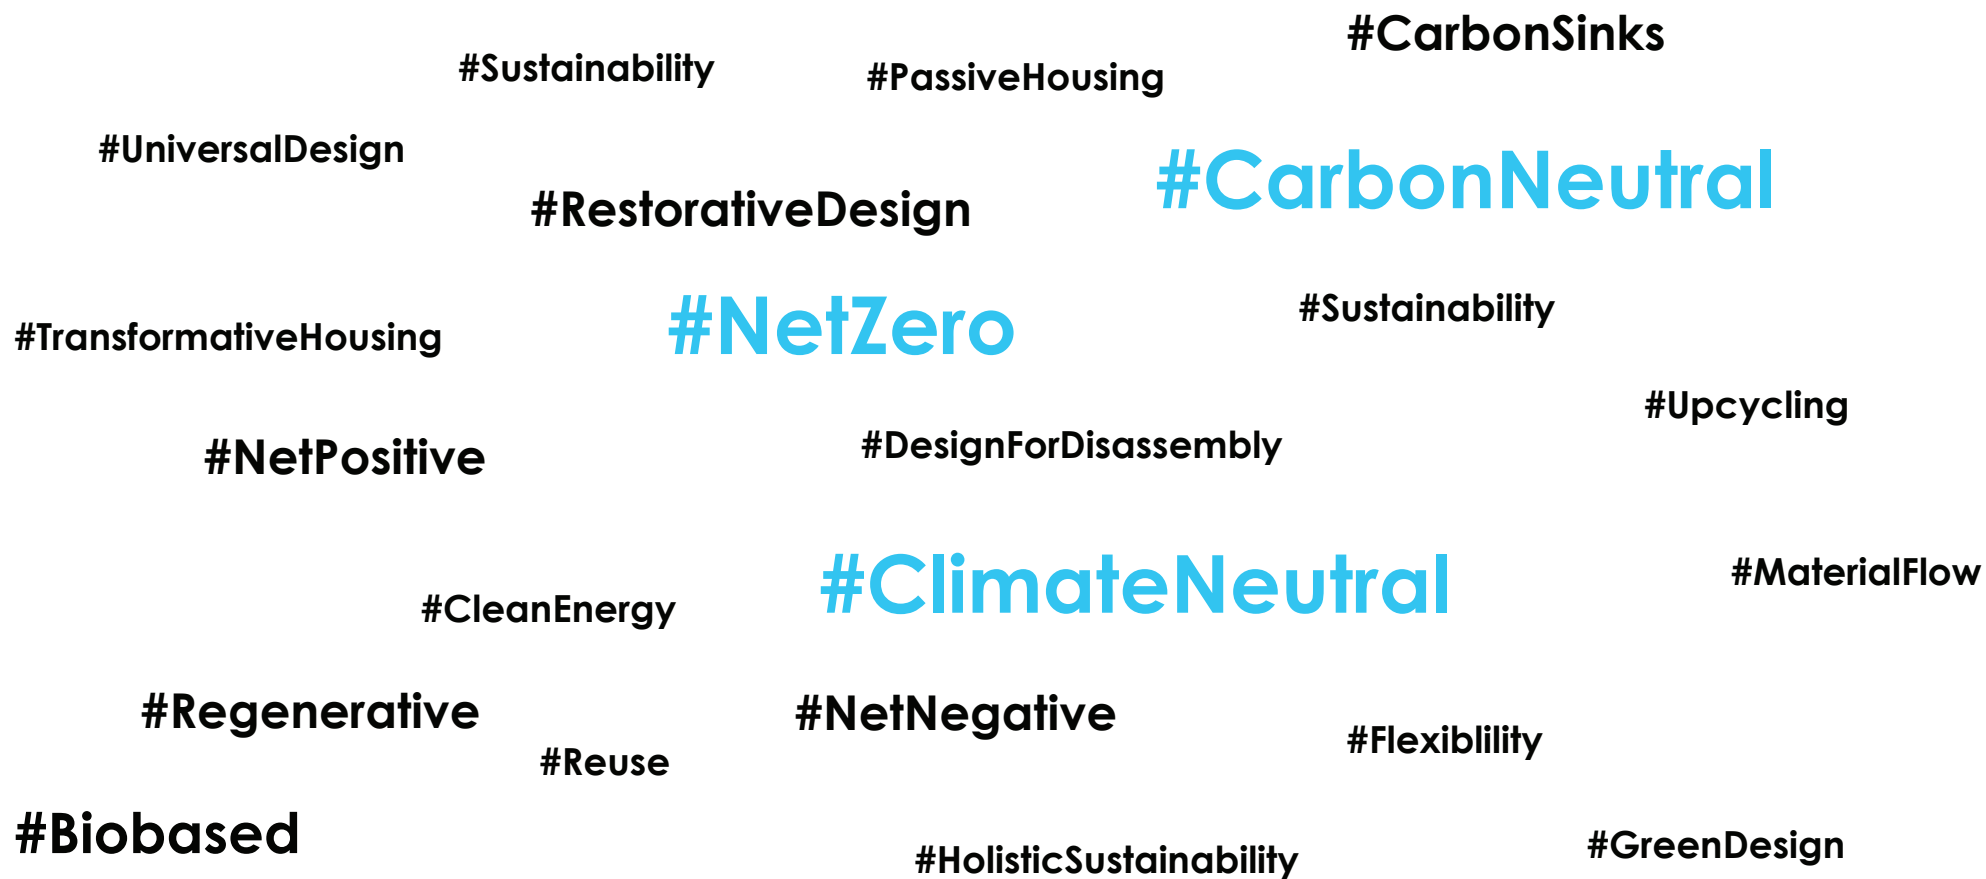 #CarbonSinks
#Sustainability
#PassiveHousing
#UniversalDesign
#CarbonNeutral
#RestorativeDesign
#Sustainability
#NetZero
#TransformativeHousing
#Upcycling
#DesignForDisassembly
#NetPositive
#MaterialFlow
#ClimateNeutral
#CleanEnergy
#Regenerative
#NetNegative
#Flexiblility
#Reuse
#Biobased
#GreenDesign
#HolisticSustainability